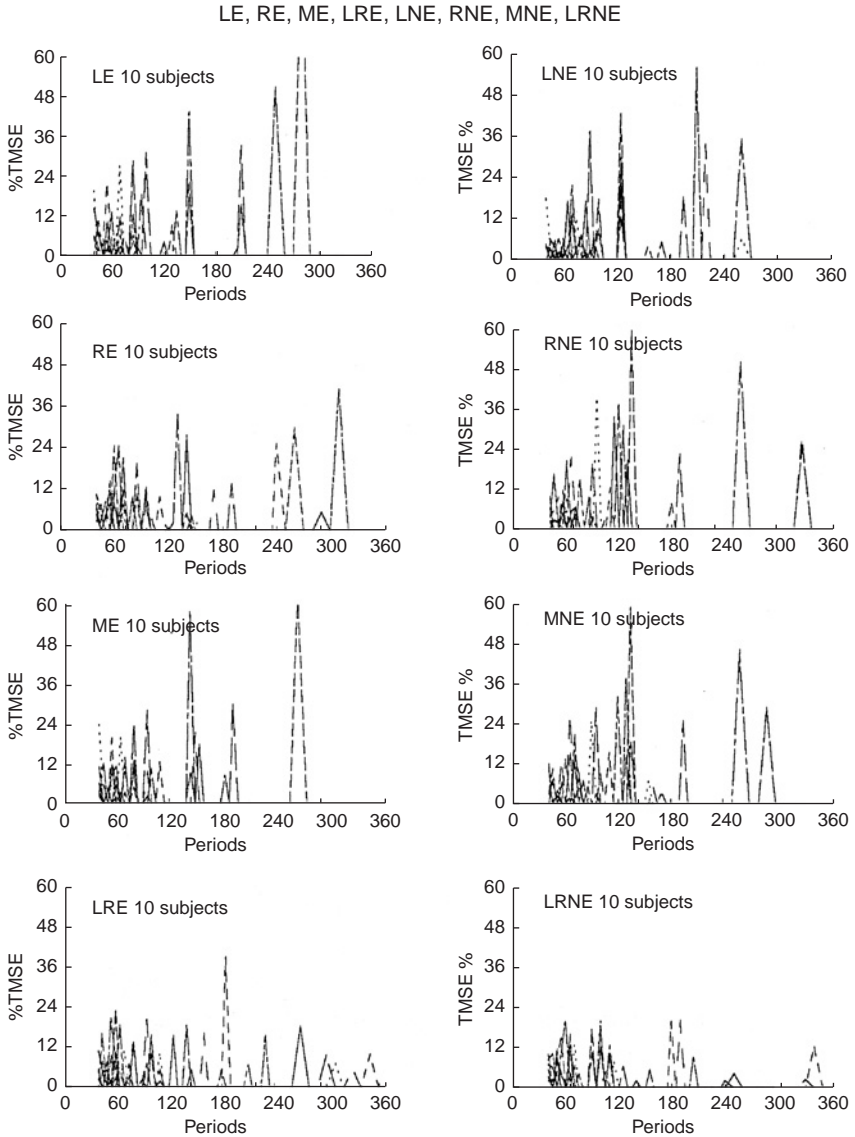 LE, RE, ME, LRE, LNE, RNE, MNE, LRNE
60
48
36
24
12
0
%TMSE
LE 10 subjects
0 60 120 180 240 300 360
Periods
60
48
36
24
12
0
TMSE %
LNE 10 subjects
0 60 120 180 240 300 360
Periods
60
48
36
24
12
0
%TMSE
RE 10 subjects
0 60 120 180 240 300 360
Periods
60
48
36
24
12
0
TMSE %
RNE 10 subjects
0 60 120 180 240 300 360
Periods
60
48
36
24
12
0
%TMSE
ME 10 subjects
0 60 120 180 240 300 360
Periods
60
48
36
24
12
0
TMSE %
MNE 10 subjects
0 60 120 180 240 300 360
Periods
60
48
36
24
12
0
%TMSE
LRE 10 subjects
0 60 120 180 240 300 360
Periods
60
48
36
24
12
0
TMSE %
LRNE 10 subjects
0 60 120 180 240 300 360
Periods